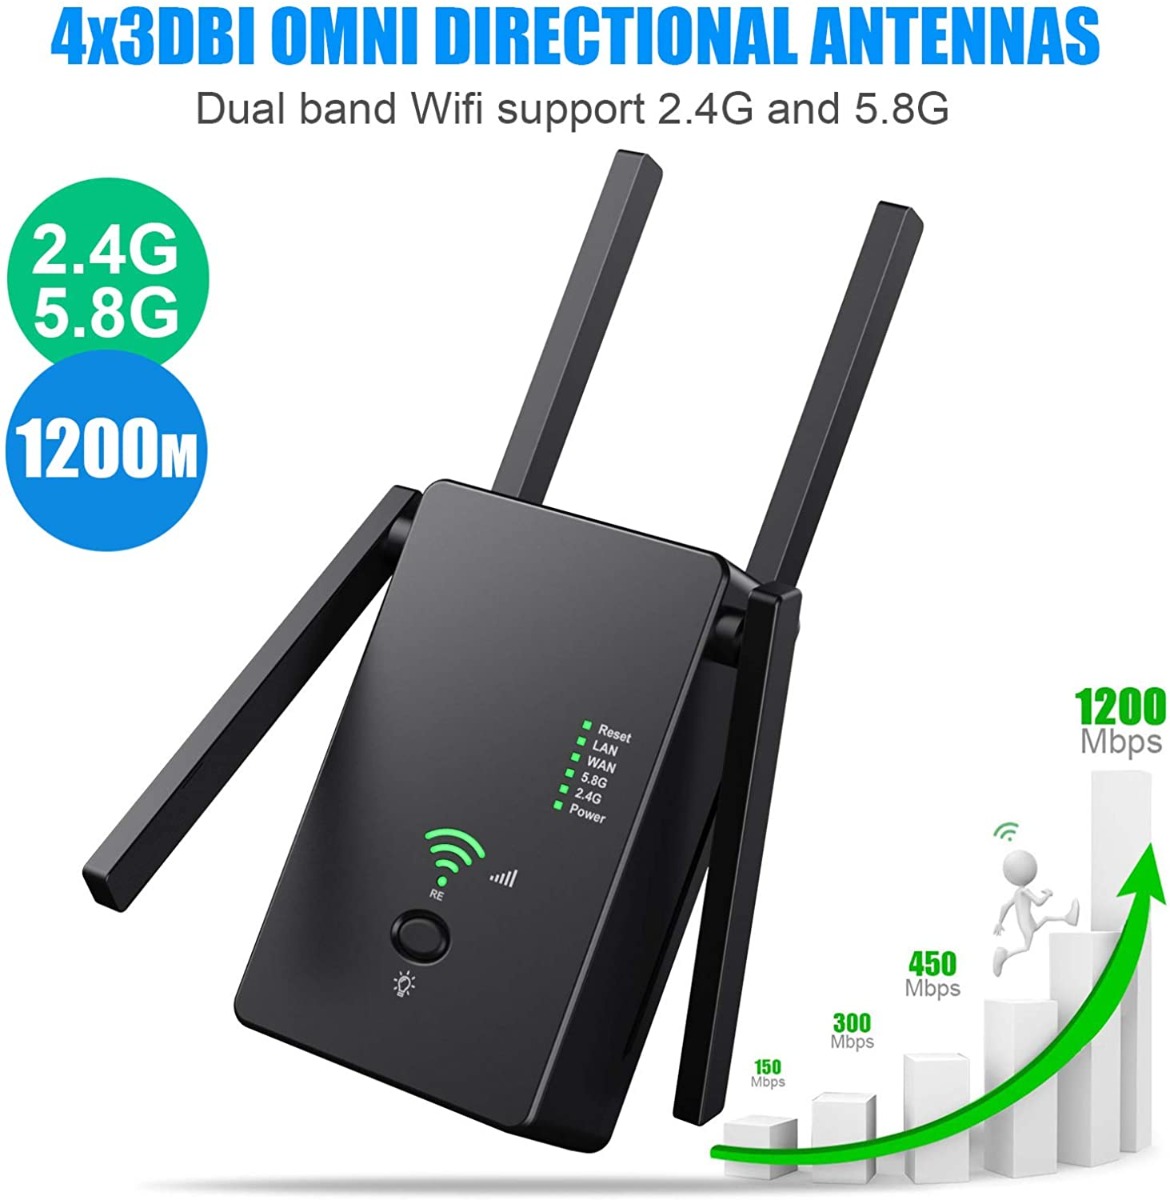 4x3DBI OMNI DIRECTIONAL ANTENNAS
Dual band Wifi support 2.4G and 5.8G
2.4G
5.8G
1200M
Reset
LAN
WAN
5.8G
2.4G
Power
RE
1200
Mbps
450
Mbps
300
Mbps
150
Mbps